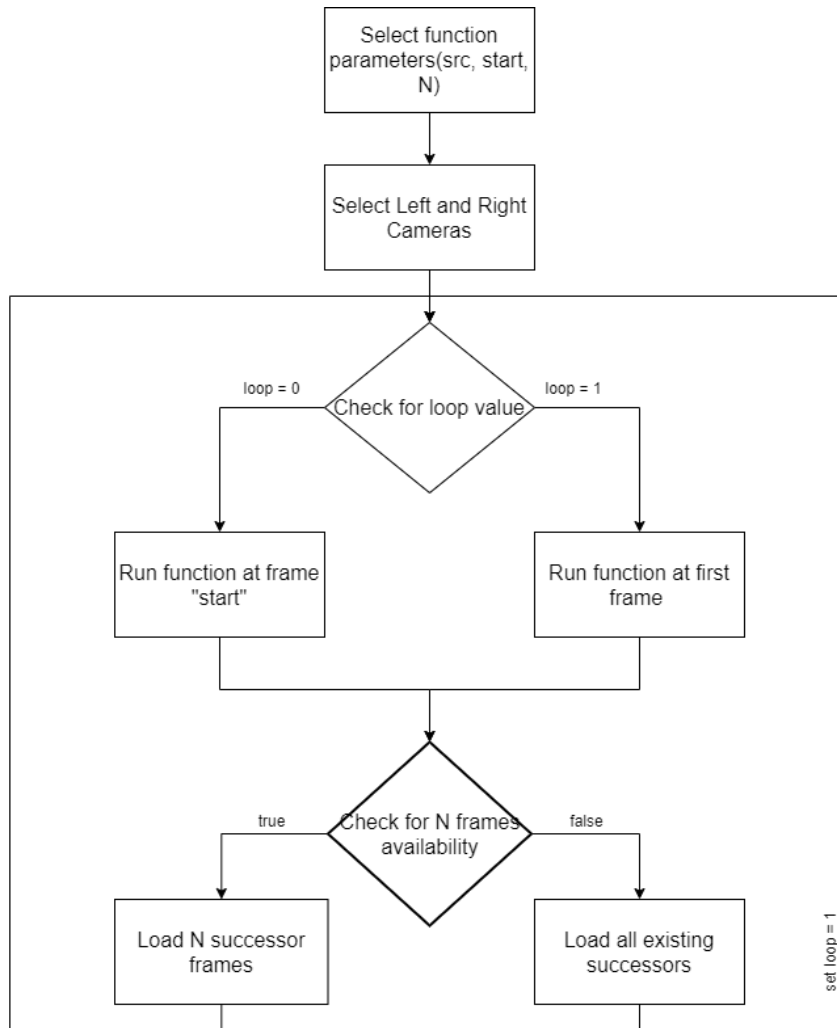 Select function
parameters(src, start,
N)
Select Left and Right
Cameras
loop = 0
loop = 1
Check for loop value
Run function at frame
"start"
Run function at first
frame
true
Check for N frames
availability
false
Load N successor
frames
Load all existing
successors
set loop = 1